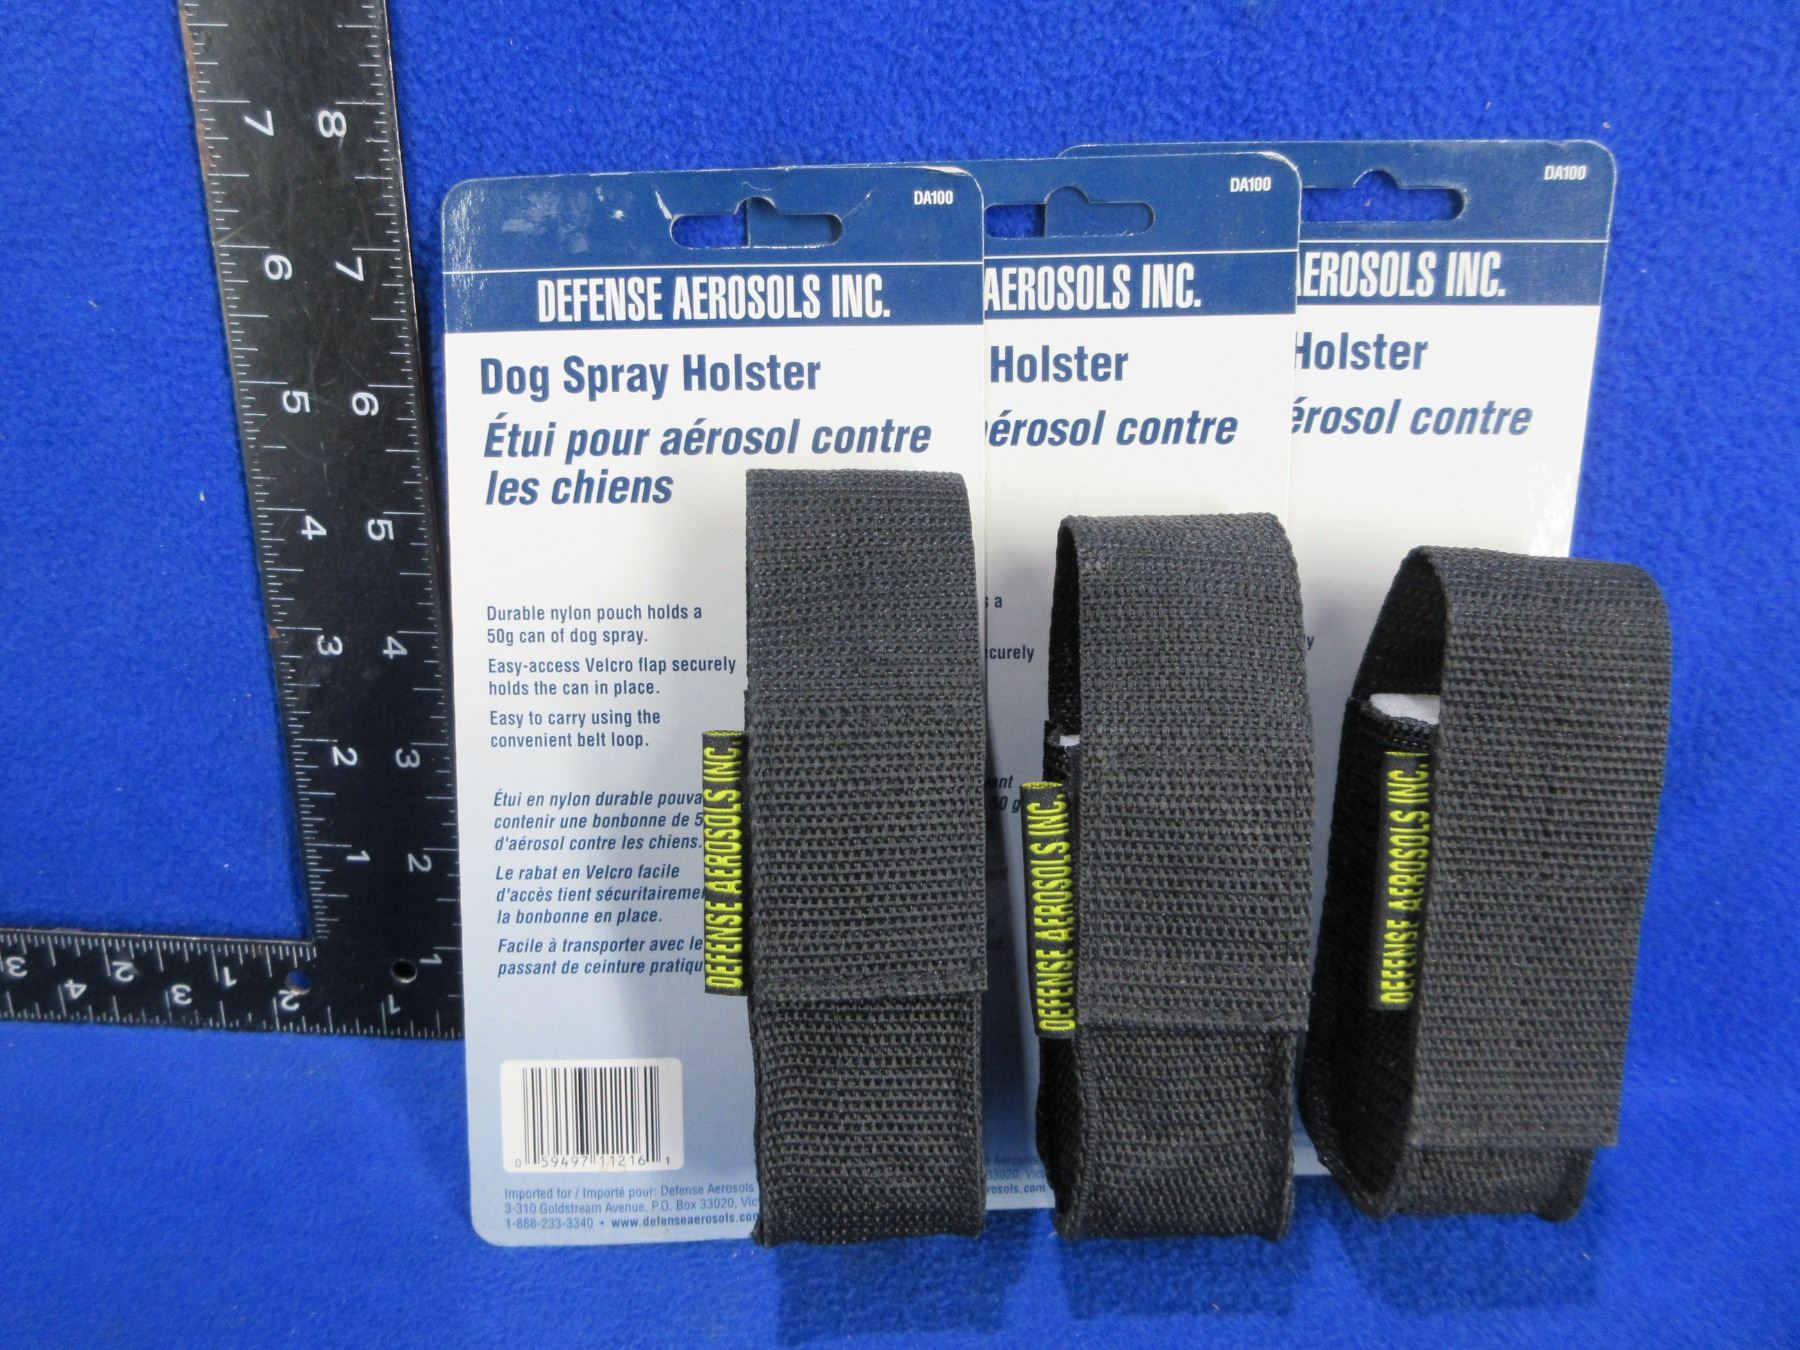 DA100
DEFENSE AEROSOLS INC.
Dog Spray Holster
Étui pour aérosol contre
les chiens
Durable nylon pouch holds a
50g can of dog spray.
Easy-access Velcro flap securely
holds the can in place.
Easy to carry using the
convenient belt loop.
Étui en nylon durable
contenir une bonbonne de
d'aérosol contre les chiens.
Le rabat en Velcro facile
d'accès tient
la bonbonne en place.
Facile à transporter avec le
passant de ceinture
DEFENSE AEROSOLS INC.
0 59497 11216 1
Imported for / Importé pour: Defense Aerosols
3-310 Goldstream Avenue, P.O. Box 33020,
1-888-233-3340 • www.defenseaerosols.com
DA100
AEROSOLS INC.
Holster
aérosol contre
a
50 g
DEFENSE AEROSOLS INC.
33020,
DA100
AEROSOLS INC.
Holster
érosol contre
DEFENSE AEROSOLS INC.
7 8
6 7
5 6
4 5
3 4
2 3
1 2
1
3 2 1
4 3 2 1